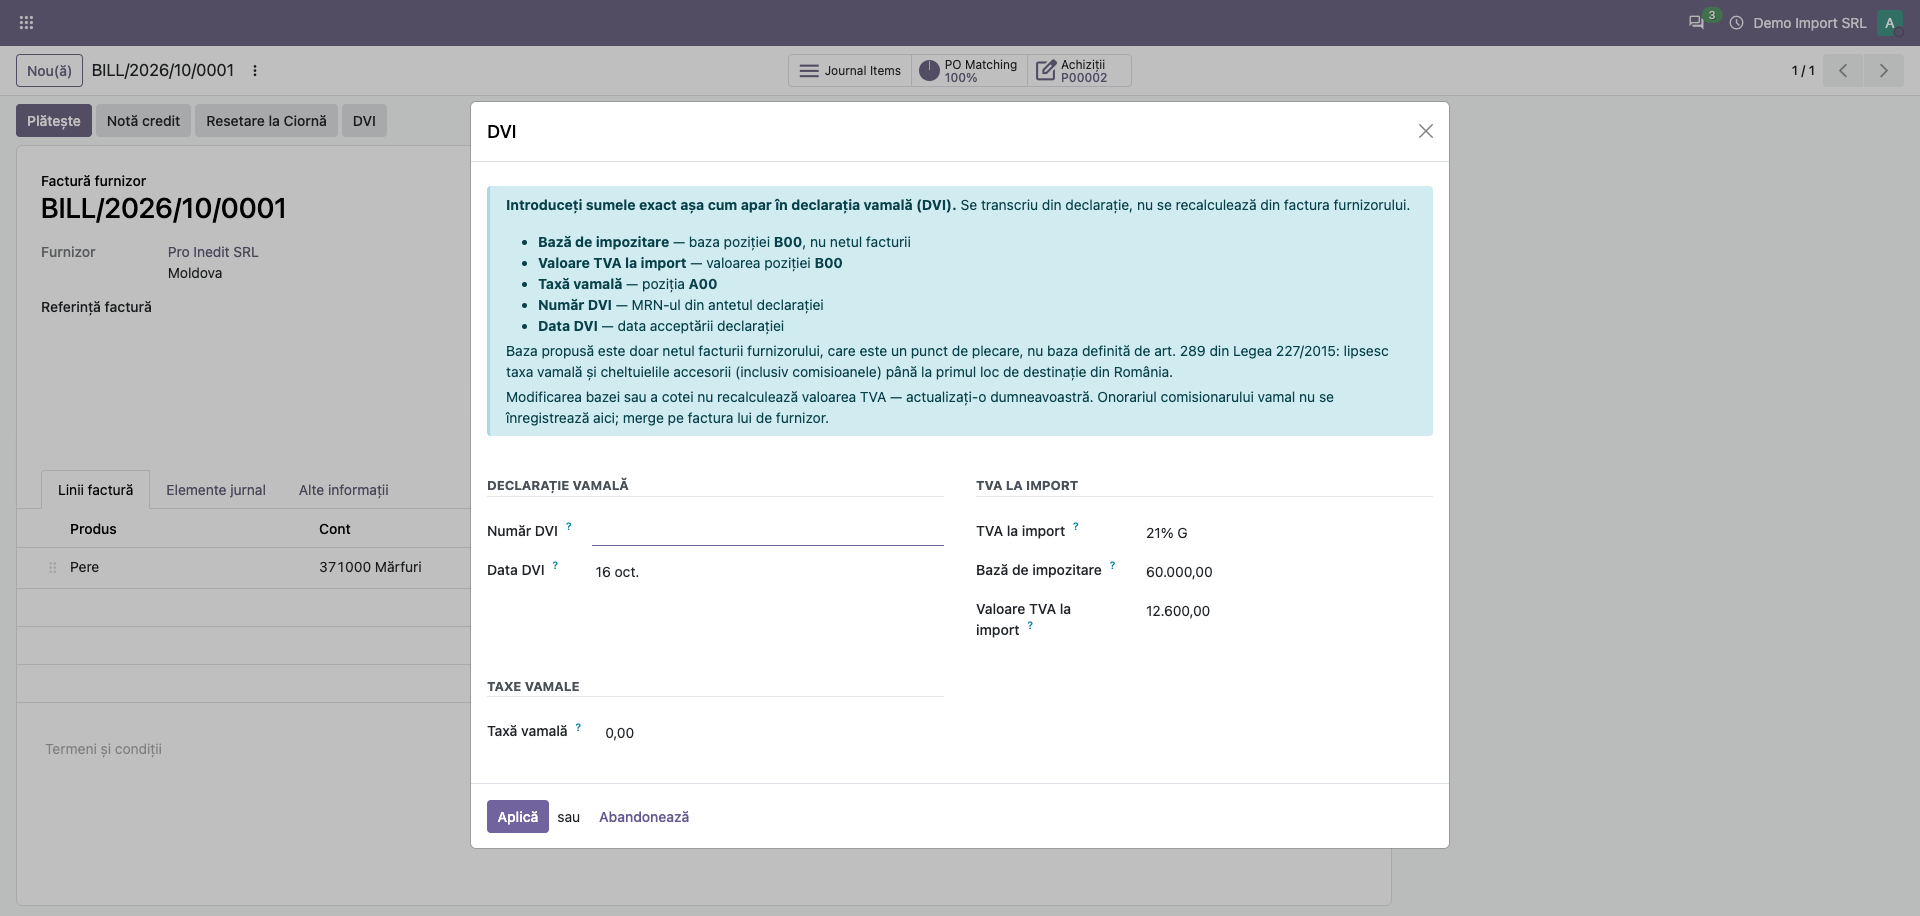 3
Demo Import SRL
A
Nou(ă)
BILL/2026/10/0001
Journal Items
PO Matching
100%
Achiziții
P00002
1 / 1
Plătește
Notă credit
Resetare la Ciornă
DVI
Factură furnizor
BILL/2026/10/0001
Furnizor
Pro Inedit SRL
Moldova
Referință factură
Linii factură
Elemente jurnal
Alte informații
Produs
Cont
Pere
371000 Mărfuri
Termeni și condiții
DVI
Introduceți sumele exact așa cum apar în declarația vamală (DVI). Se transcriu din declarație, nu se recalculează din factura furnizorului.
Bază de impozitare — baza poziției B00, nu netul facturii
Valoare TVA la import — valoarea poziției B00
Taxă vamală — poziția A00
Număr DVI — MRN-ul din antetul declarației
Data DVI — data acceptării declarației
Baza propusă este doar netul facturii furnizorului, care este un punct de plecare, nu baza definită de art. 289 din Legea 227/2015: lipsesc
taxa vamală și cheltuielile accesorii (inclusiv comisioanele) până la primul loc de destinație din România.
Modificarea bazei sau a cotei nu recalculează valoarea TVA — actualizați-o dumneavoastră. Onorariul comisionarului vamal nu se
înregistrează aici; merge pe factura lui de furnizor.
DECLARAȚIE VAMALĂ
Număr DVI ?
Data DVI ?
16 oct.
TVA LA IMPORT
TVA la import ?
21% G
Bază de impozitare ?
60.000,00
Valoare TVA la
import ?
12.600,00
TAXE VAMALE
Taxă vamală ?
0,00
Aplică
sau
Abandonează